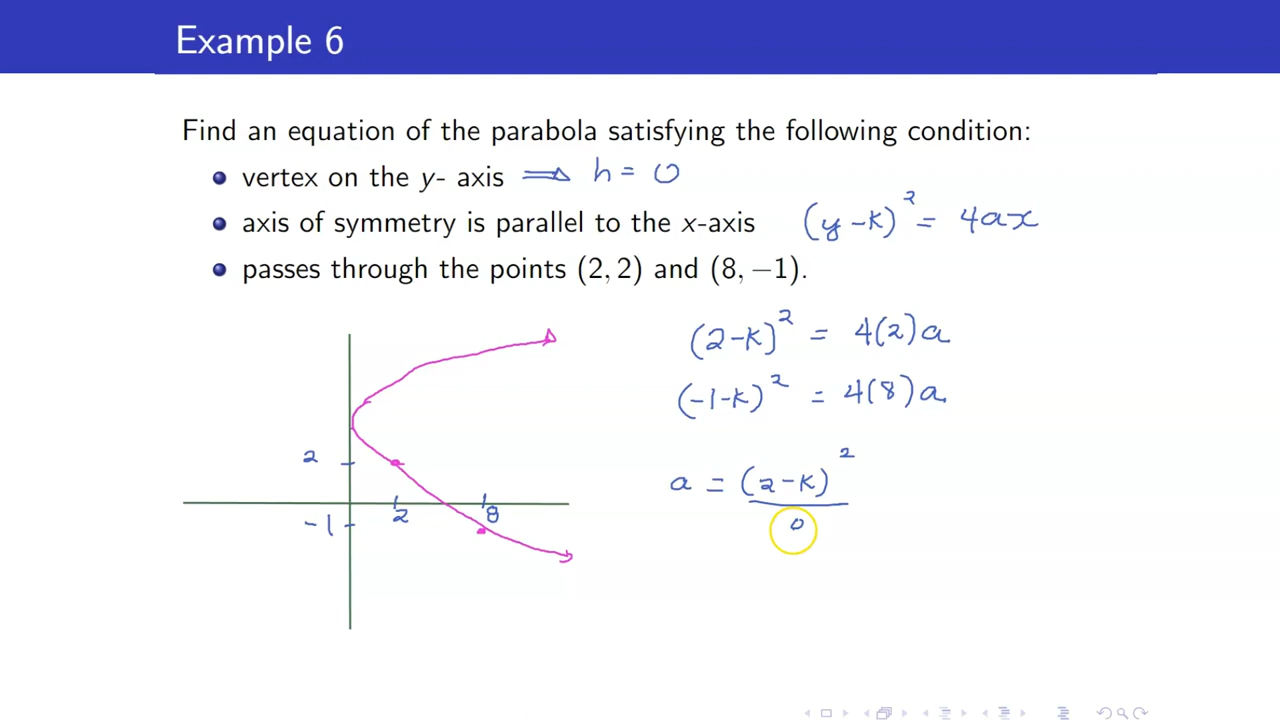 Example 6
Find an equation of the parabola satisfying the following condition:
• vertex on the y- axis ⟹ h = 0
• axis of symmetry is parallel to the x-axis (y-k)² = 4ax
• passes through the points (2, 2) and (8, −1).
(2-k)² = 4(2)a
(-1-k)² = 4(8)a
2
a = (2-k)²
-1
2
8